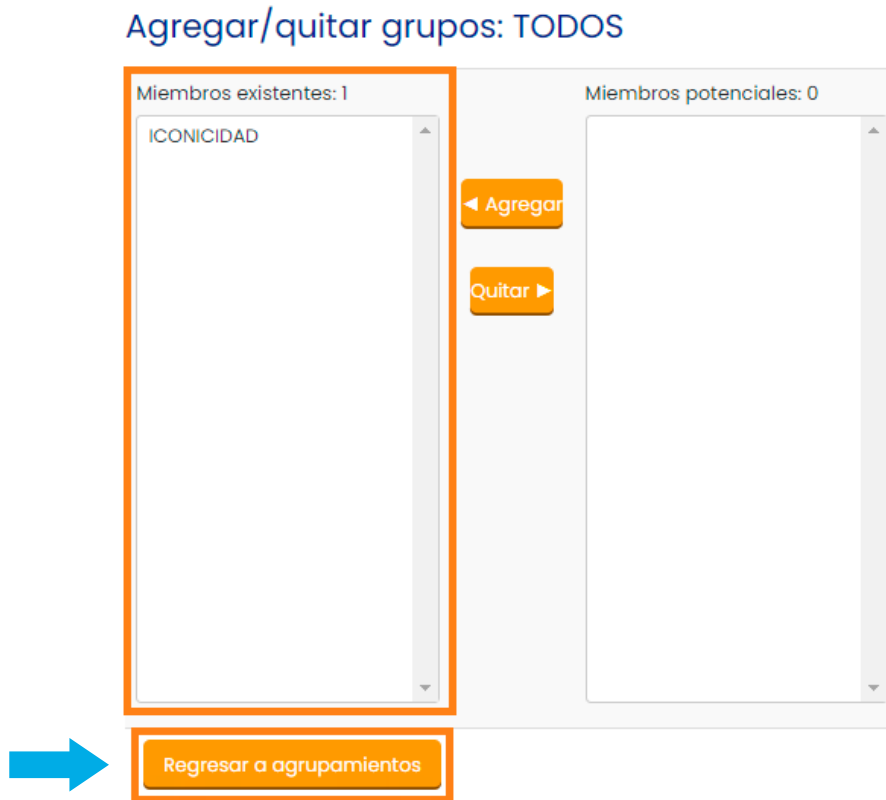 Agregar/quitar grupos: TODOS
Miembros existentes: 1
ICONICIDAD
◄ Agregar
Quitar ►
Miembros potenciales: 0
Regresar a agrupamientos